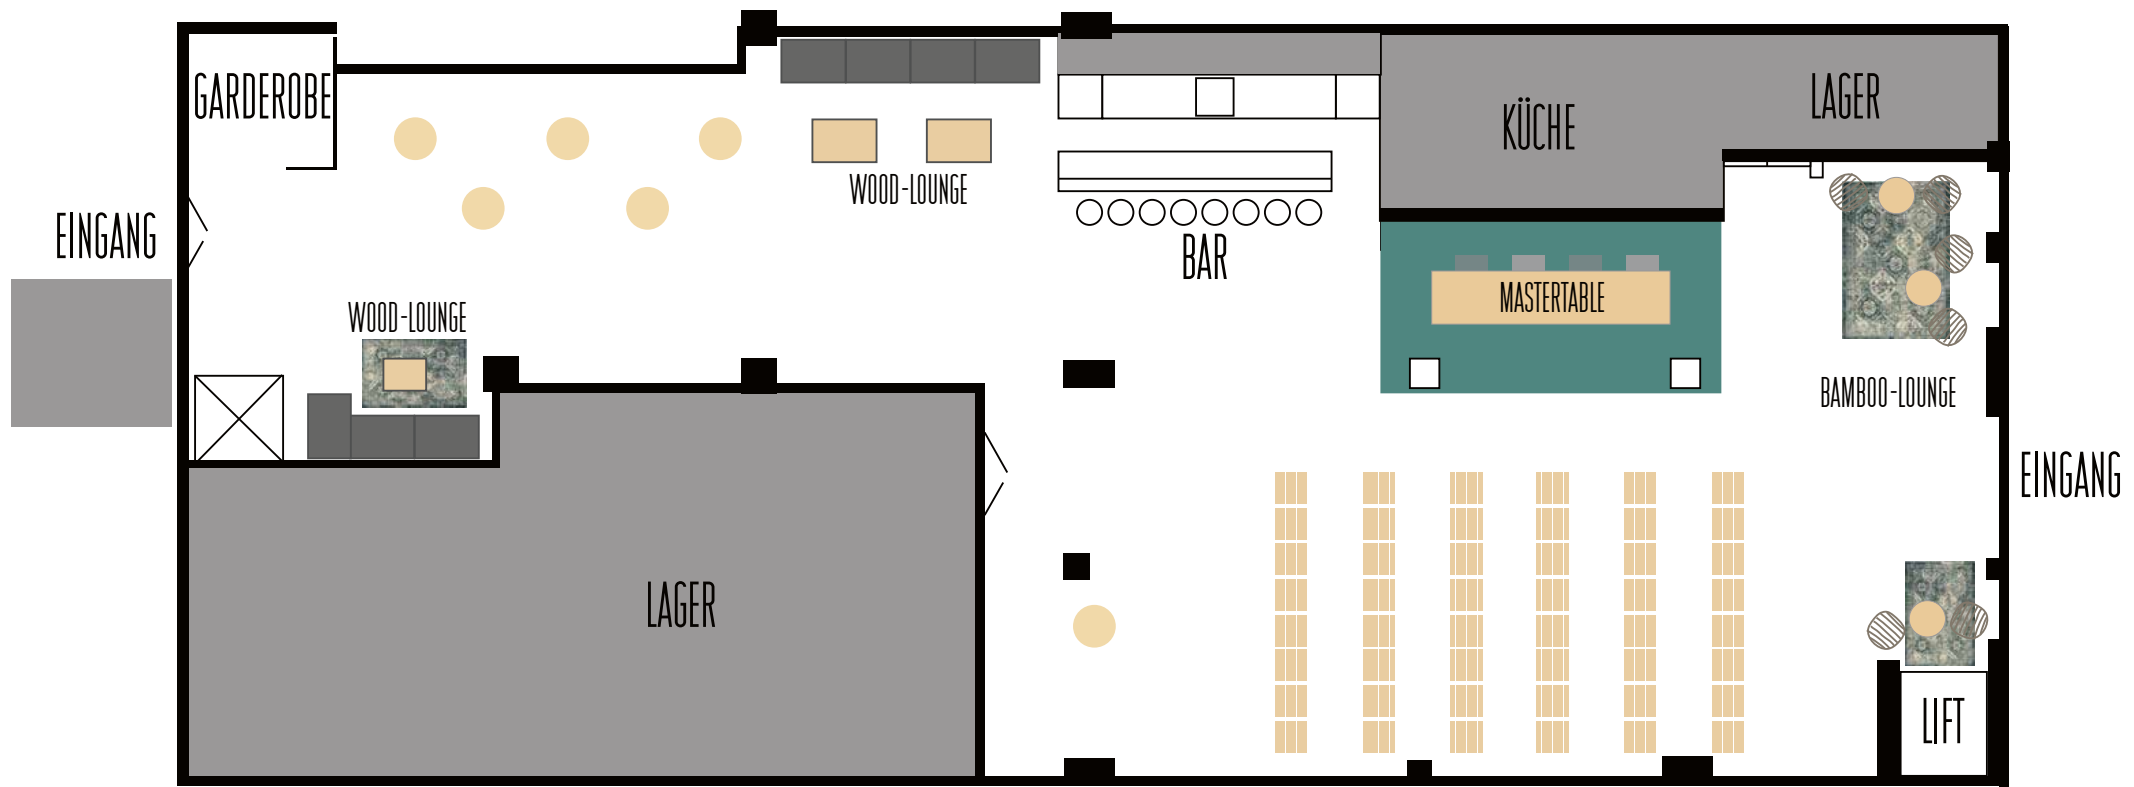 GARDEROBE
KÜCHE
LAGER
WOOD-LOUNGE
EINGANG
BAR
MASTERTABLE
WOOD-LOUNGE
BAMBOO-LOUNGE
EINGANG
LAGER
LIFT